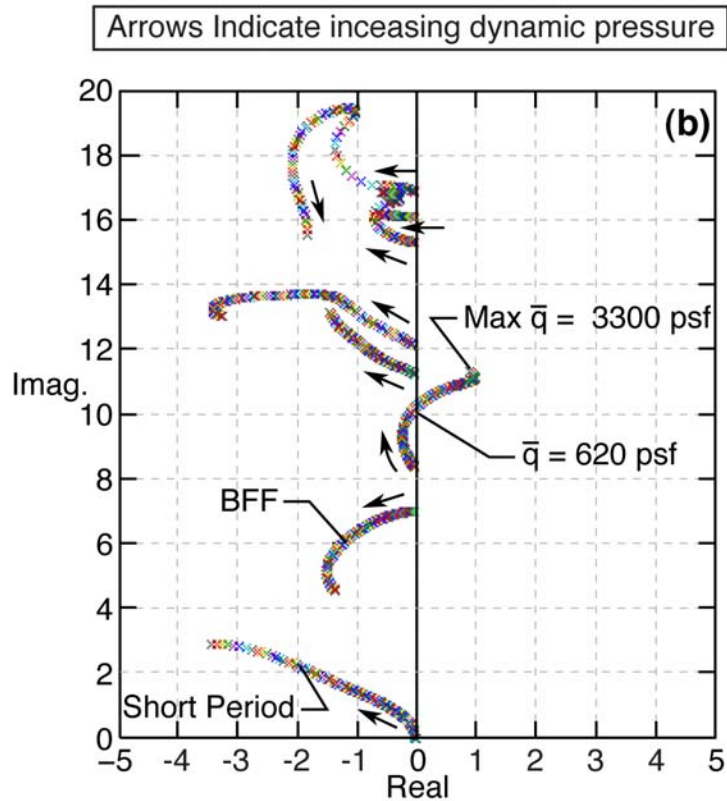 Arrows Indicate inceasing dynamic pressure
(b)
20
18
16
14
12
10
8
6
4
2
0
Imag.
Max q̅ = 3300 psf
q̅ = 620 psf
BFF
Short Period
–5 -4 -3 -2 -1 0 1 2 3 4 5
Real